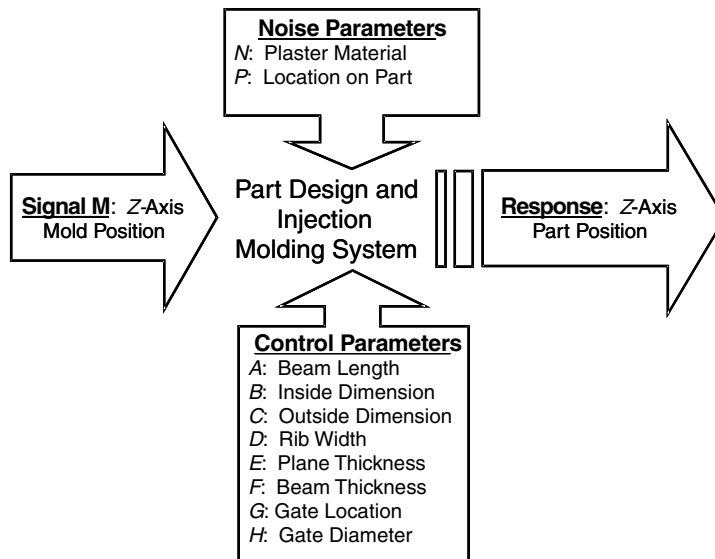 Noise Parameters
N: Plaster Material
P: Location on Part
Signal M: Z-Axis
Mold Position
Part Design and
Injection
Molding System
Response: Z-Axis
Part Position
Control Parameters
A: Beam Length
B: Inside Dimension
C: Outside Dimension
D: Rib Width
E: Plane Thickness
F: Beam Thickness
G: Gate Location
H: Gate Diameter